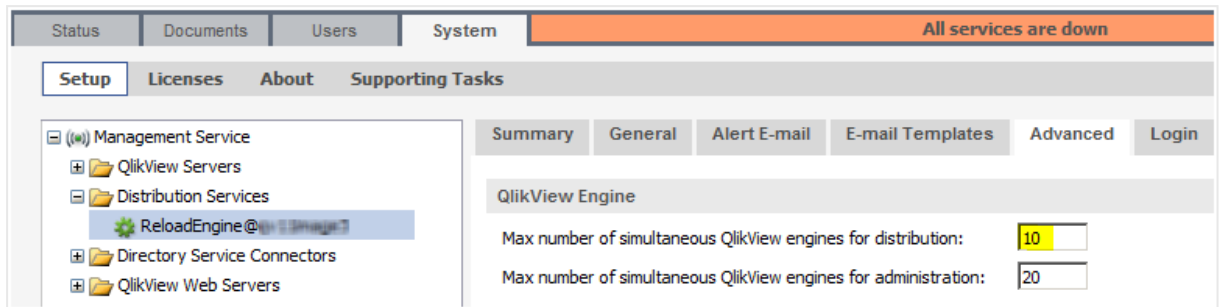 Status Documents Users System All services are down
Setup Licenses About Supporting Tasks
Management Service
QlikView Servers
Distribution Services
ReloadEngine@
Directory Service Connectors
QlikView Web Servers
Summary General Alert E-mail E-mail Templates Advanced Login
QlikView Engine
Max number of simultaneous QlikView engines for distribution: 10
Max number of simultaneous QlikView engines for administration: 20